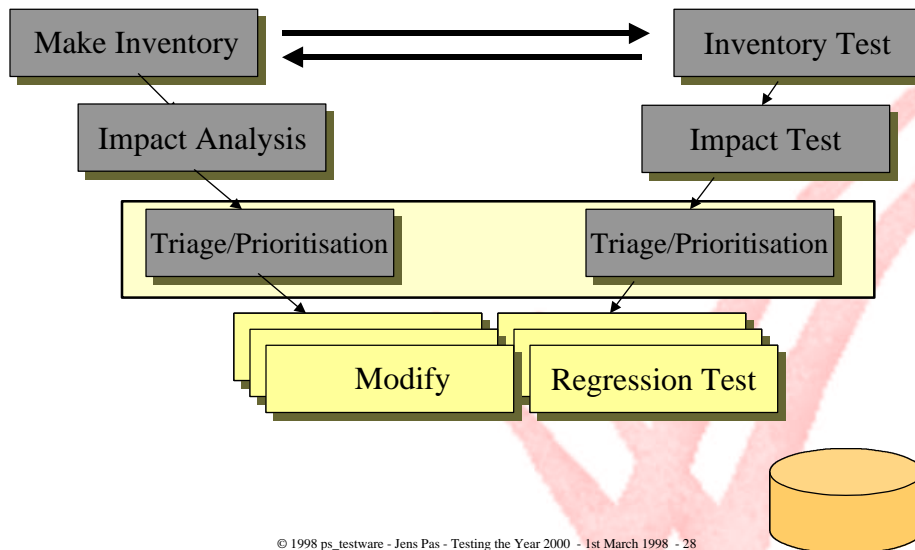 Make Inventory
Inventory Test
Impact Analysis
Impact Test
Triage/Prioritisation
Triage/Prioritisation
Modify
Regression Test
© 1998 ps_testware - Jens Pas - Testing the Year 2000 - 1st March 1998 - 28